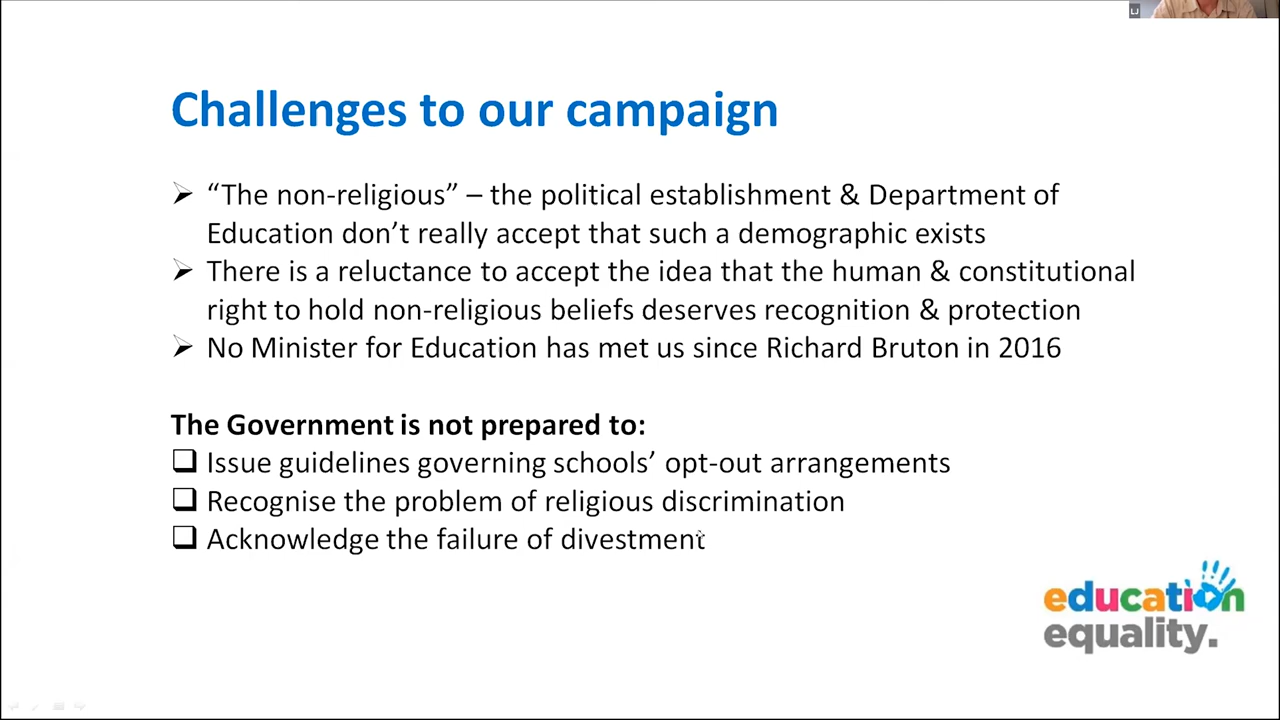 Challenges to our campaign
“The non-religious” – the political establishment & Department of
Education don’t really accept that such a demographic exists
There is a reluctance to accept the idea that the human & constitutional
right to hold non-religious beliefs deserves recognition & protection
No Minister for Education has met us since Richard Bruton in 2016
The Government is not prepared to:
Issue guidelines governing schools’ opt-out arrangements
Recognise the problem of religious discrimination
Acknowledge the failure of divestment
education
equality.